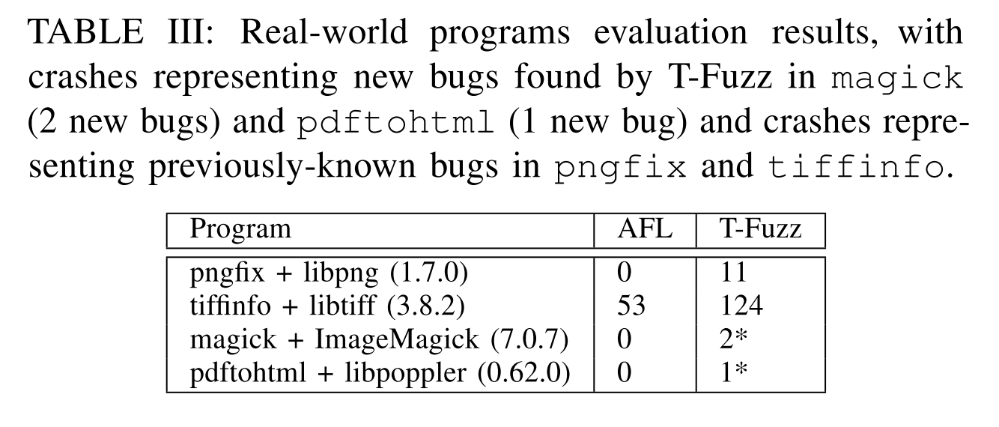 TABLE III: Real-world programs evaluation results, with
crashes representing new bugs found by T-Fuzz in magick
(2 new bugs) and pdftohtml (1 new bug) and crashes repre-
senting previously-known bugs in pngfix and tiffinfo.
Program AFL T-Fuzz
pngfix + libpng (1.7.0) 0 11
tiffinfo + libtiff (3.8.2) 53 124
magick + ImageMagick (7.0.7) 0 2*
pdftohtml + libpoppler (0.62.0) 0 1*